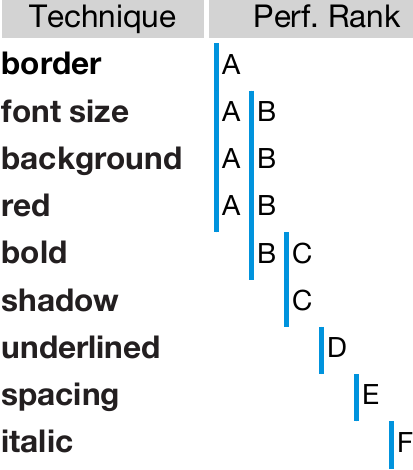 Technique Perf. Rank
border A
font size A B
background A B
red A B
bold B C
shadow C
underlined D
spacing E
italic F